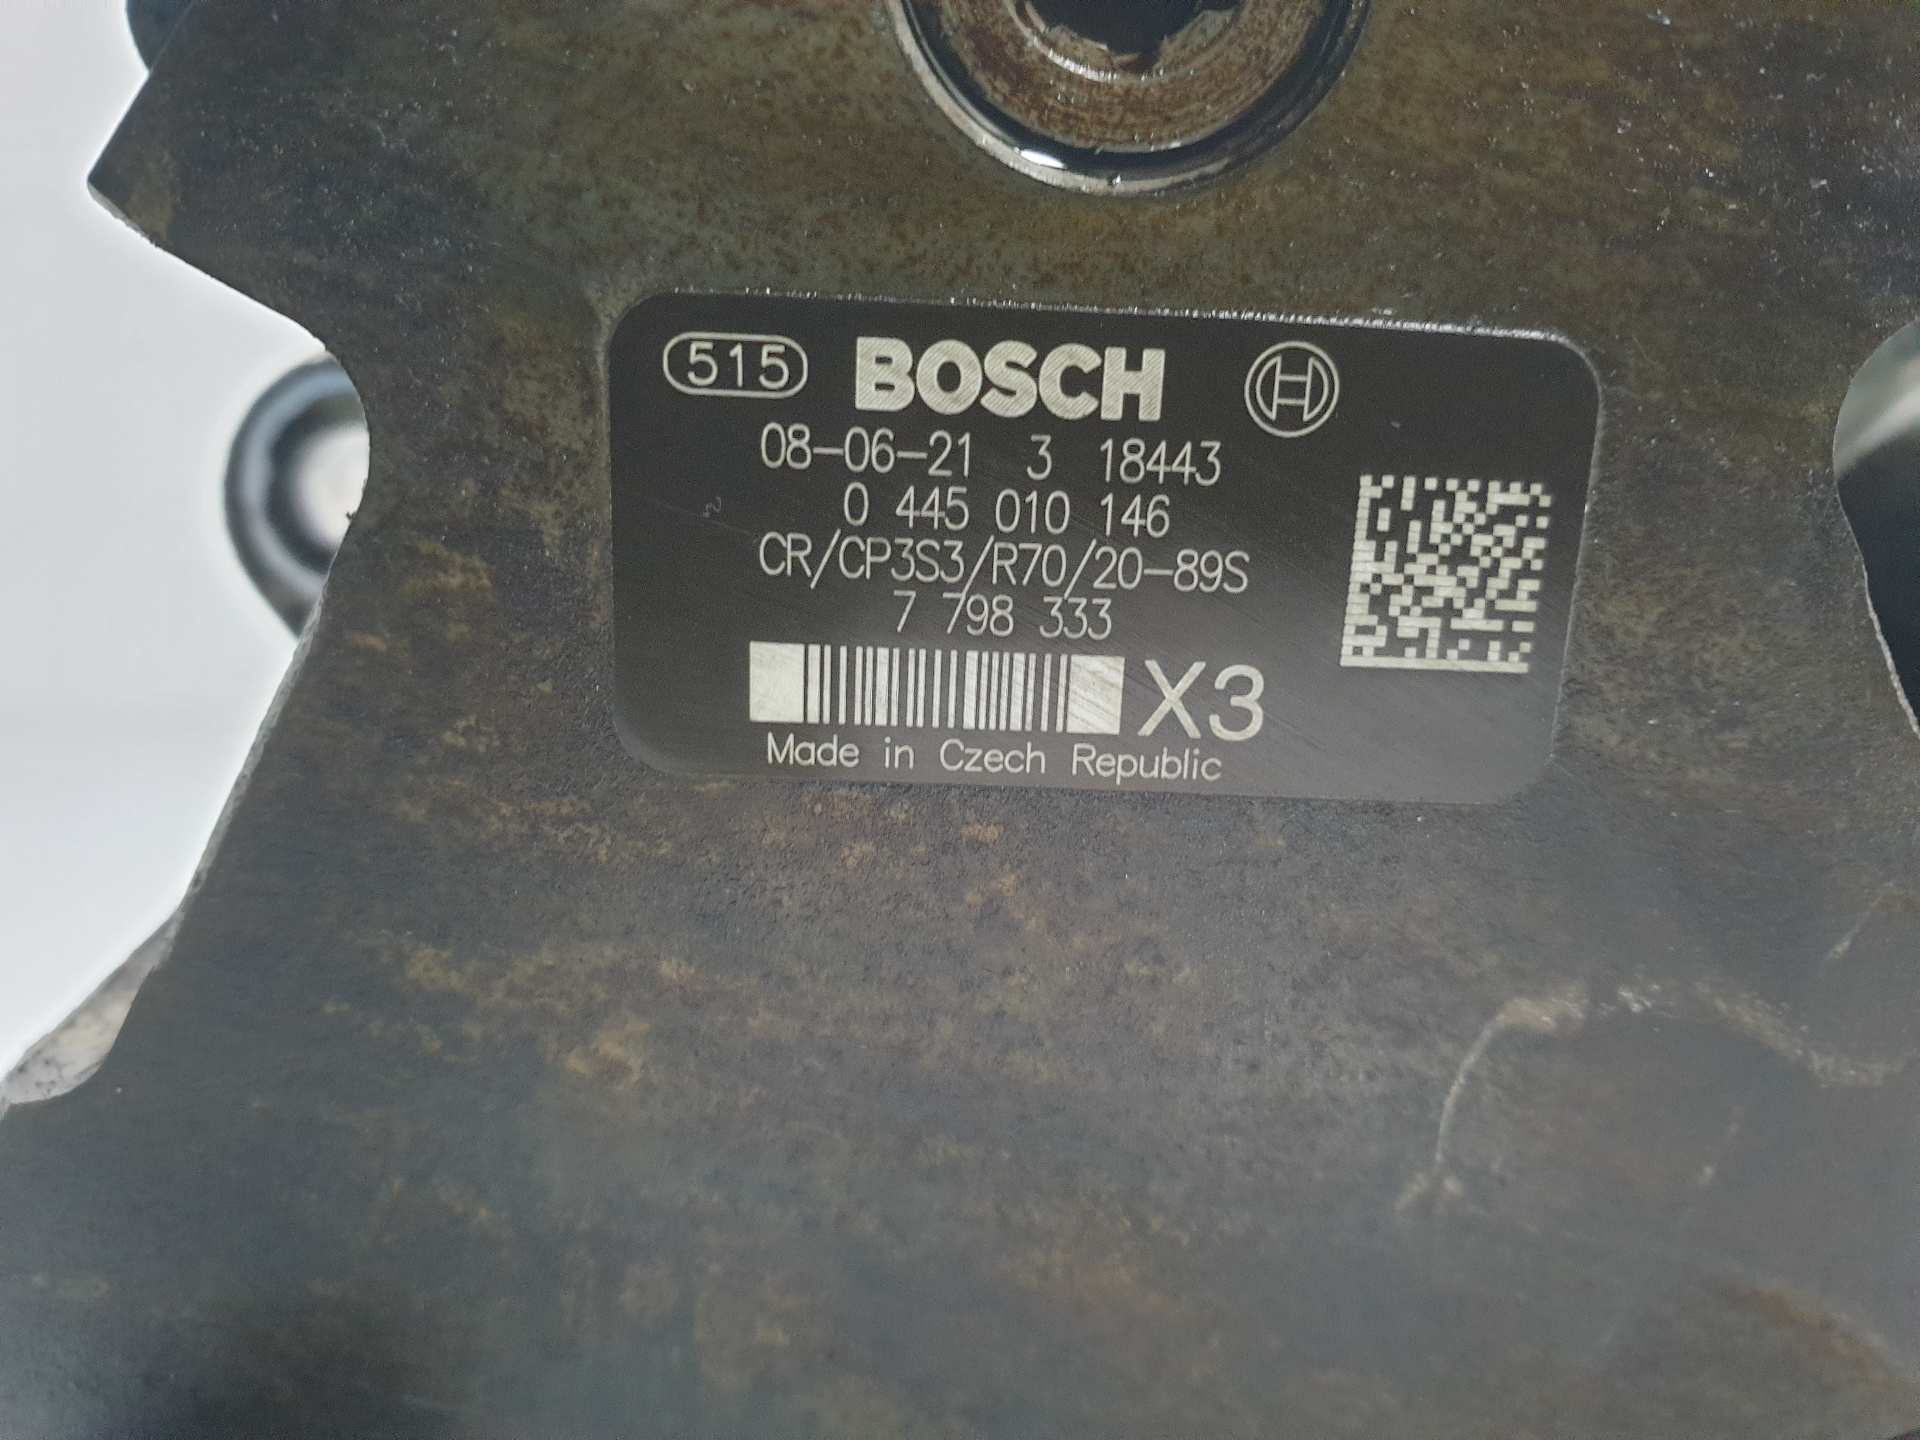 515 BOSCH
08-06-21 3 18443
0 445 010 146
CR/CP3S3/R70/20-89S
7 798 333
X3
Made in Czech Republic